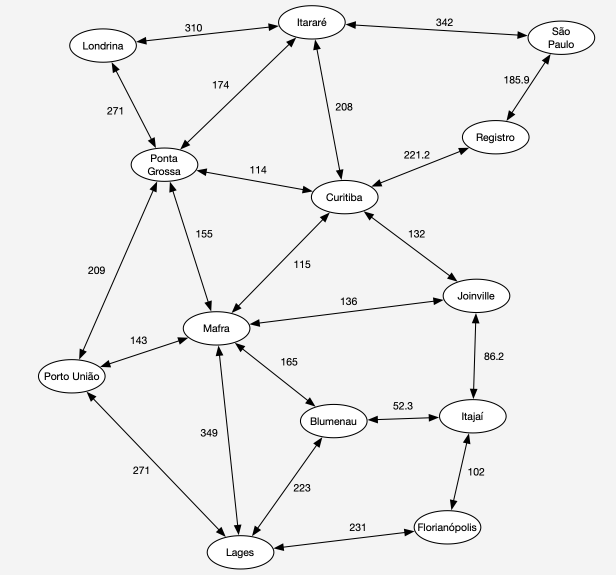 Itararé
342
São
Paulo
310
Londrina
174
185.9
271
208
Registro
221.2
Ponta
Grossa
114
Curitiba
155
132
115
209
Joinville
136
Mafra
143
86.2
165
Porto União
52.3
Itajaí
Blumenau
349
271
223
102
231
Florianópolis
Lages